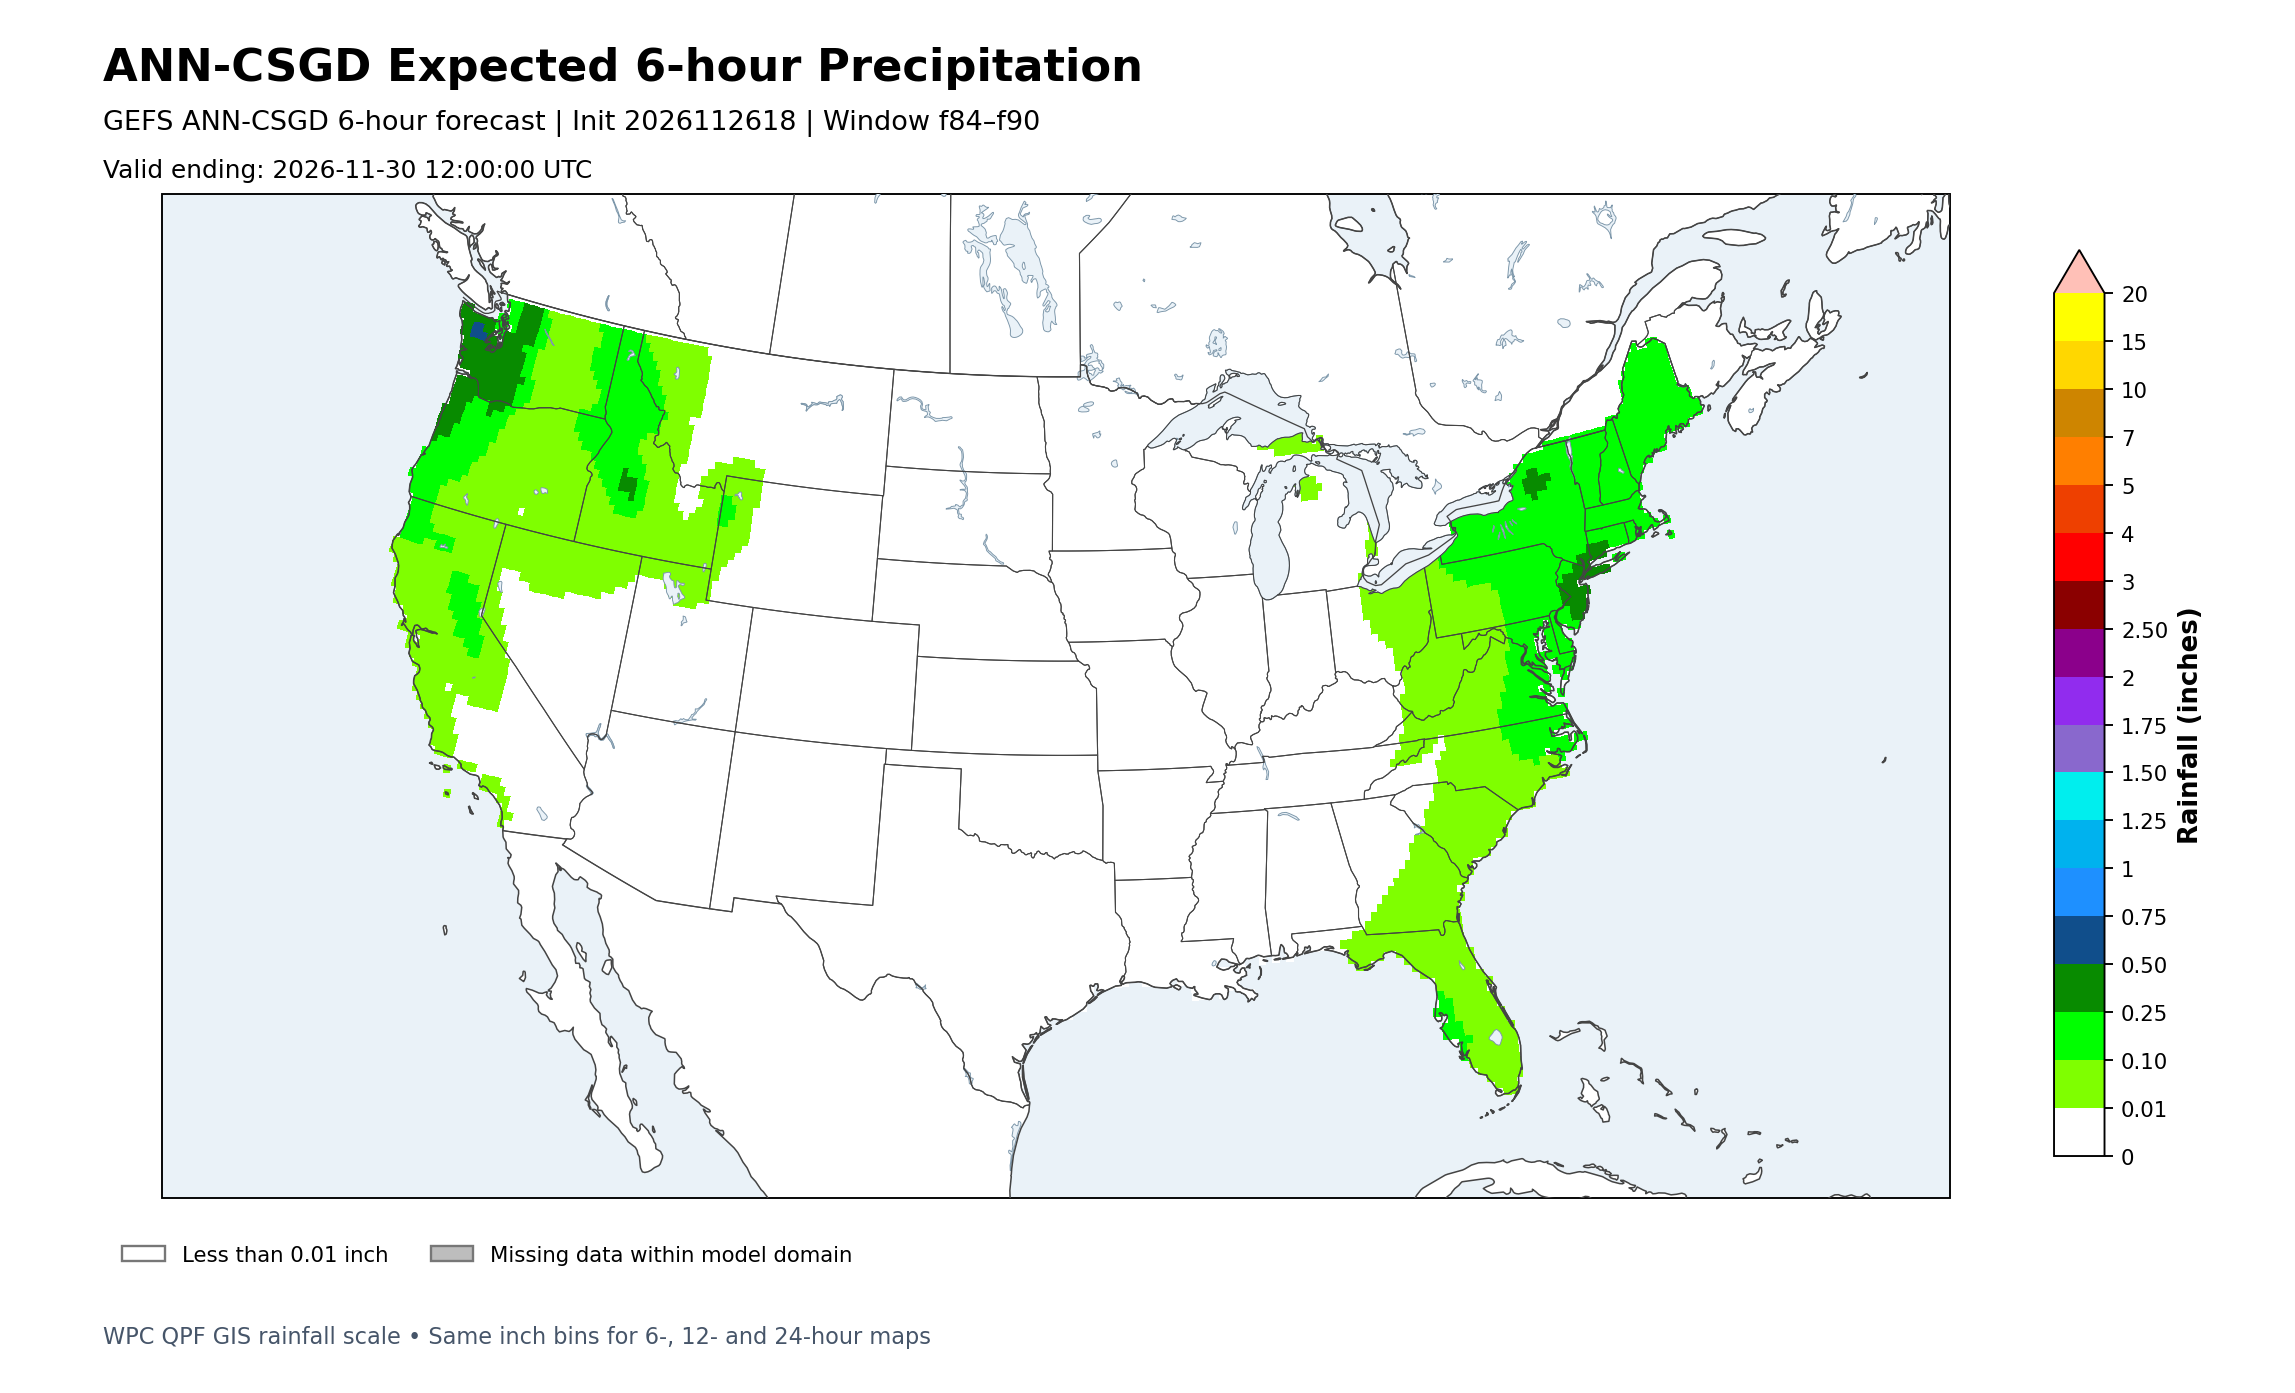 ANN-CSGD Expected 6-hour Precipitation
GEFS ANN-CSGD 6-hour forecast | Init 2026112618 | Window f84–f90
Valid ending: 2026-11-30 12:00:00 UTC
20
15
10
7
5
4
3
2.50
2
1.75
1.50
1.25
1
0.75
0.50
0.25
0.10
0.01
0
Rainfall (inches)
Less than 0.01 inch
Missing data within model domain
WPC QPF GIS rainfall scale • Same inch bins for 6-, 12- and 24-hour maps